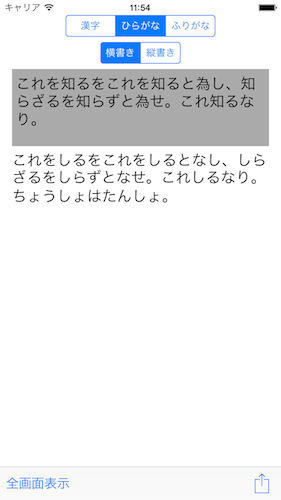 キャリア 11:54
漢字 ひらがな ふりがな
横書き 縦書き
これを知るをこれを知ると為し、知
らざるを知らずと為せ。これ知るな
り。
これをしるをこれをしるとなし、しら
ざるをしらずとなせ。これしるなり。
ちょうしょはたんしょ。
全画面表示